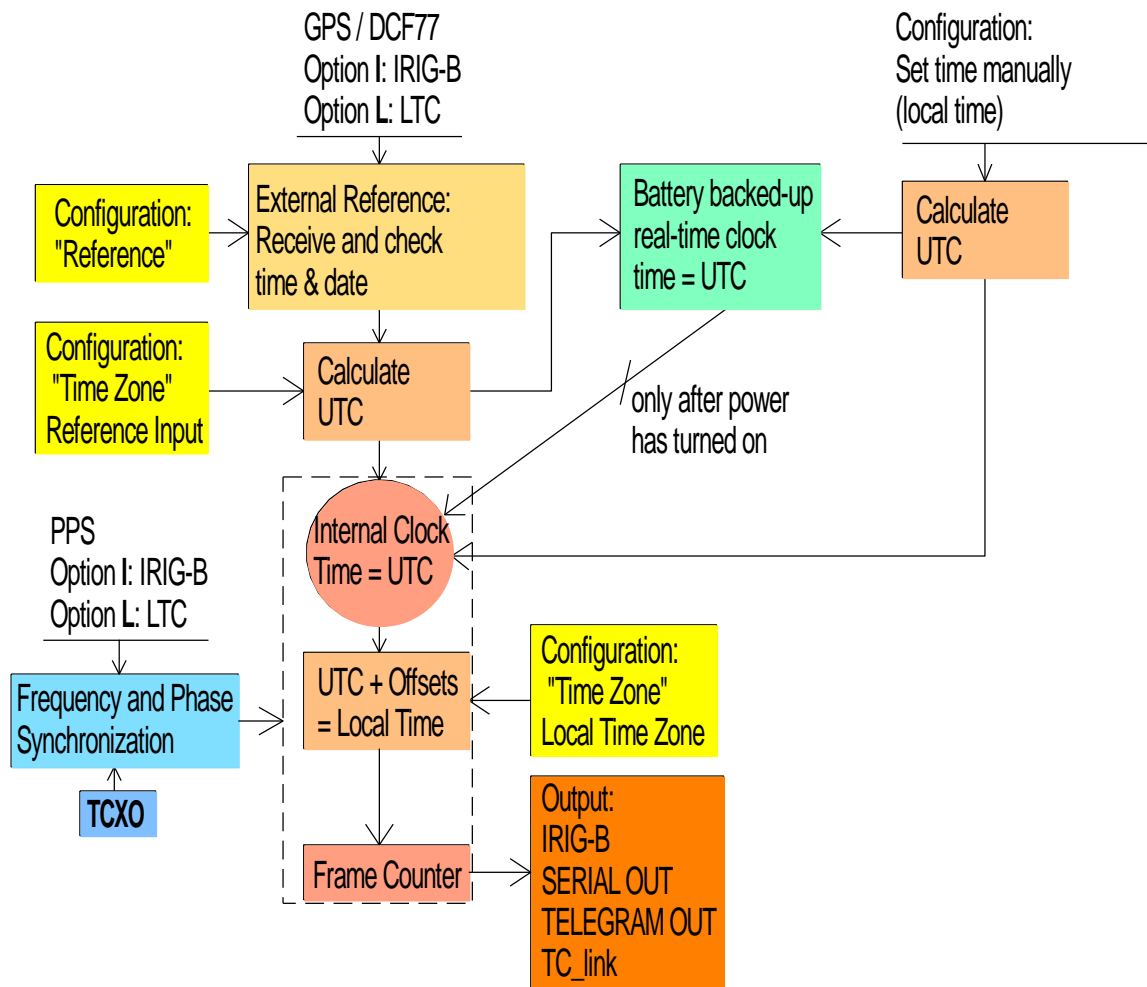 GPS / DCF77
Option I: IRIG-B
Option L: LTC
Configuration:
Set time manually
(local time)
Configuration:
"Reference"
External Reference:
Receive and check
time & date
Battery backed-up
real-time clock
time = UTC
Calculate
UTC
Configuration:
"Time Zone"
Reference Input
Calculate
UTC
only after power
has turned on
Internal Clock
Time = UTC
PPS
Option I: IRIG-B
Option L: LTC
Frequency and Phase
Synchronization
TCXO
UTC + Offsets
= Local Time
Configuration:
"Time Zone"
Local Time Zone
Frame Counter
Output:
IRIG-B
SERIAL OUT
TELEGRAM OUT
TC_link